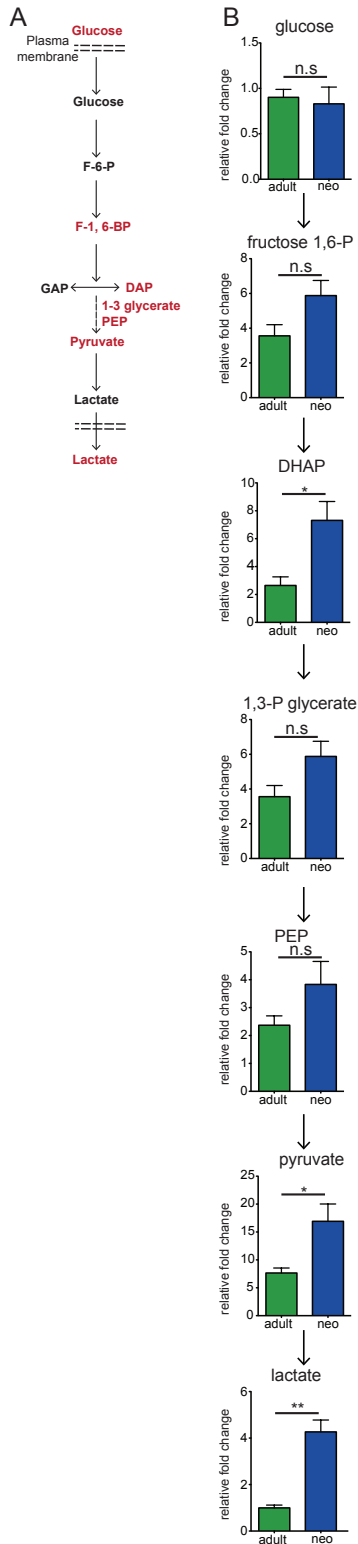 A
Glucose
Plasma
membrane
Glucose
F-6-P
F-1, 6-BP
GAP
DAP
1-3 glycerate
PEP
Pyruvate
Lactate
Lactate
B
glucose
n.s
relative fold change
1.0
0.5
0.0
adult
neo
fructose 1,6-P
n.s
relative fold change
8
6
4
2
0
adult
neo
DHAP
*
relative fold change
10
8
6
4
2
0
adult
neo
1,3-P glycerate
n.s
relative fold change
8
6
4
2
0
adult
neo
PEP
n.s
relative fold change
5
4
3
2
1
0
adult
neo
pyruvate
*
relative fold change
25
20
15
10
5
0
adult
neo
lactate
**
relative fold change
6
4
2
0
adult
neo